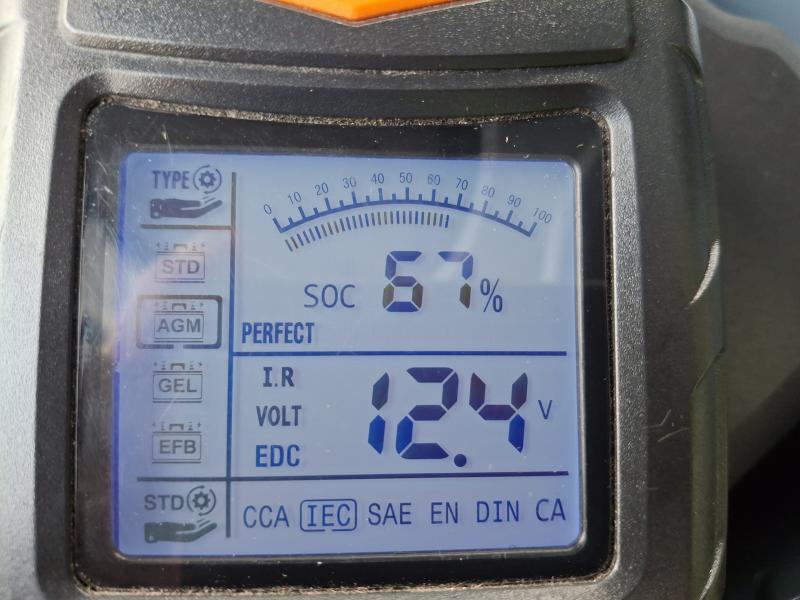 TYPE
0 10 20 30 40 50 60 70 80 90 100
STD
SOC 67%
AGM
PERFECT
I.R
GEL
VOLT 12.4 V
EFB
EDC
STD
CCA IEC SAE EN DIN CA